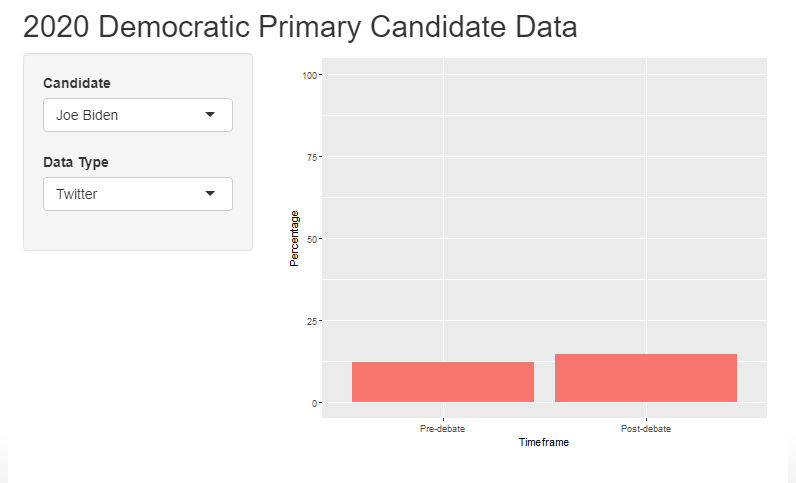 2020 Democratic Primary Candidate Data
Candidate
Joe Biden
Data Type
Twitter
Percentage
100
75
50
25
0
Pre-debate Post-debate
Timeframe